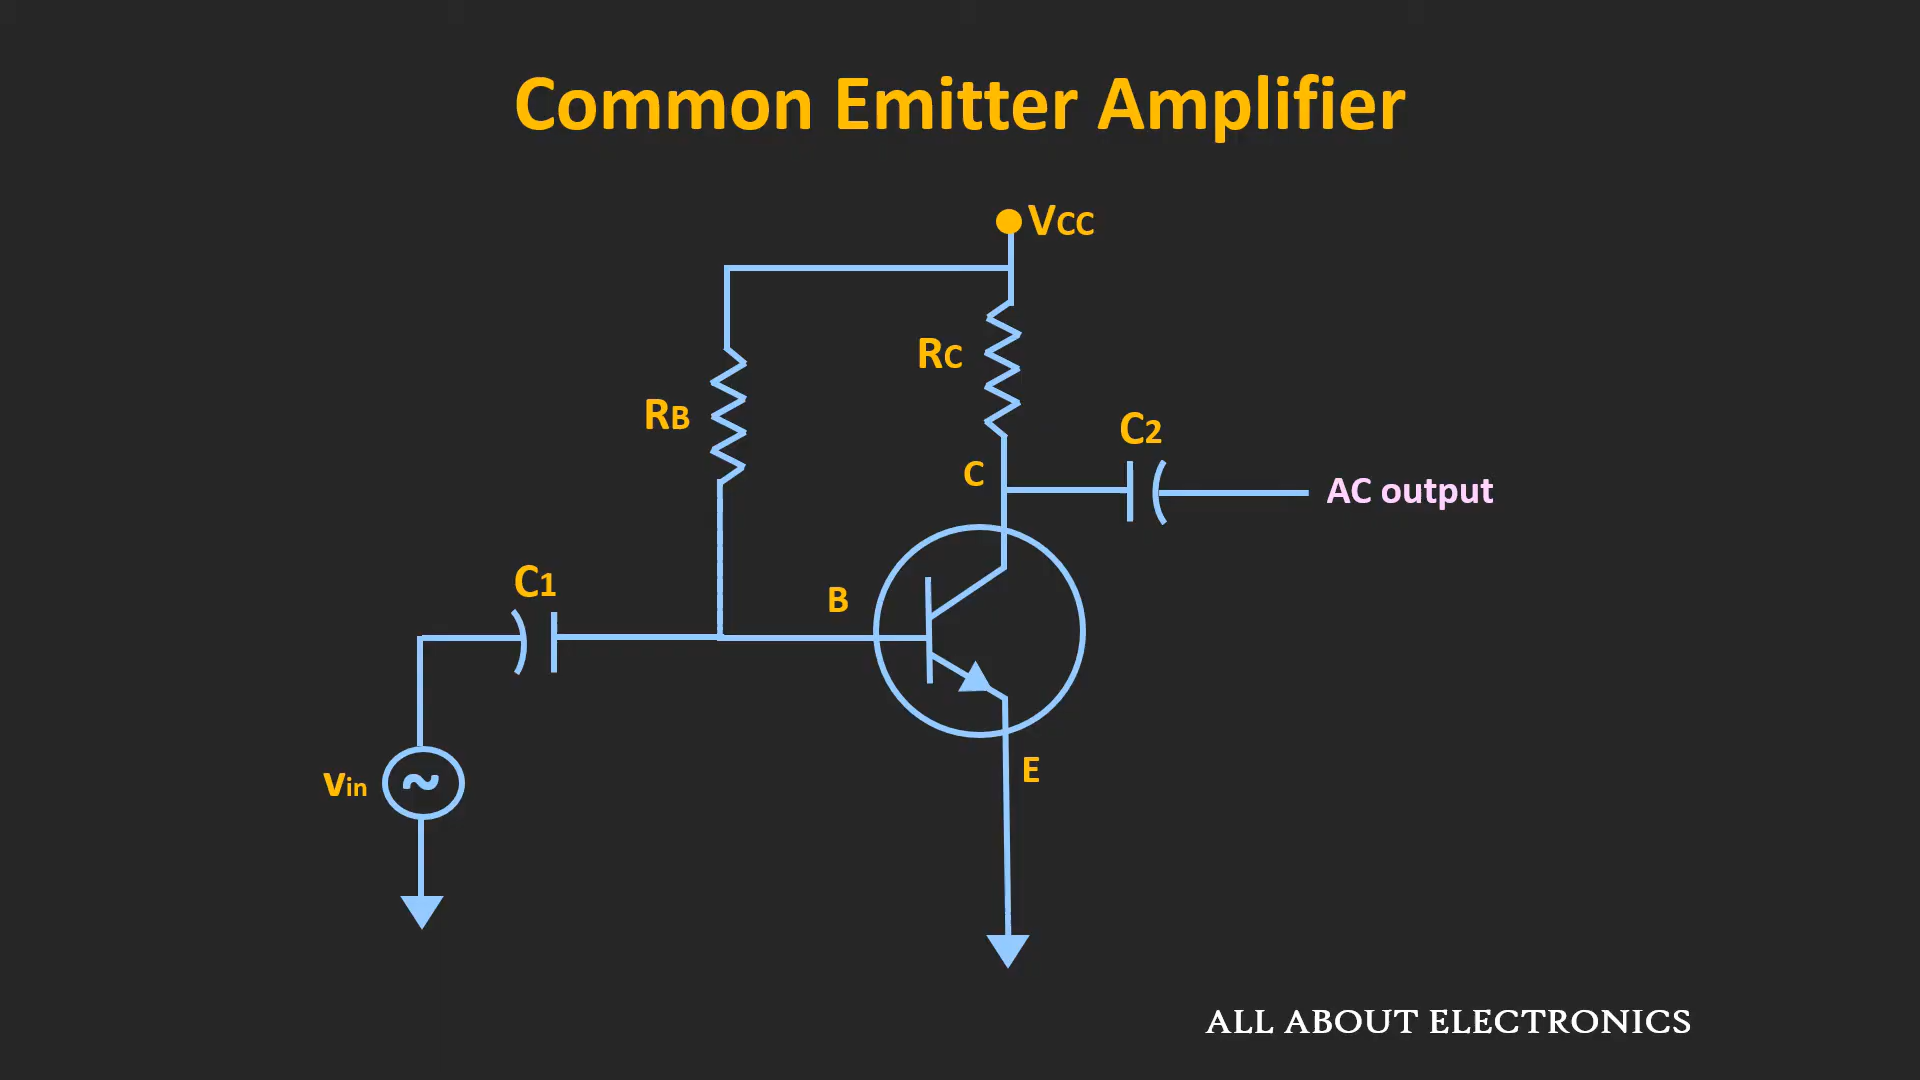 Common Emitter Amplifier
VCC
RC
RB
C2
C
AC output
C1
B
E
vin
ALL ABOUT ELECTRONICS